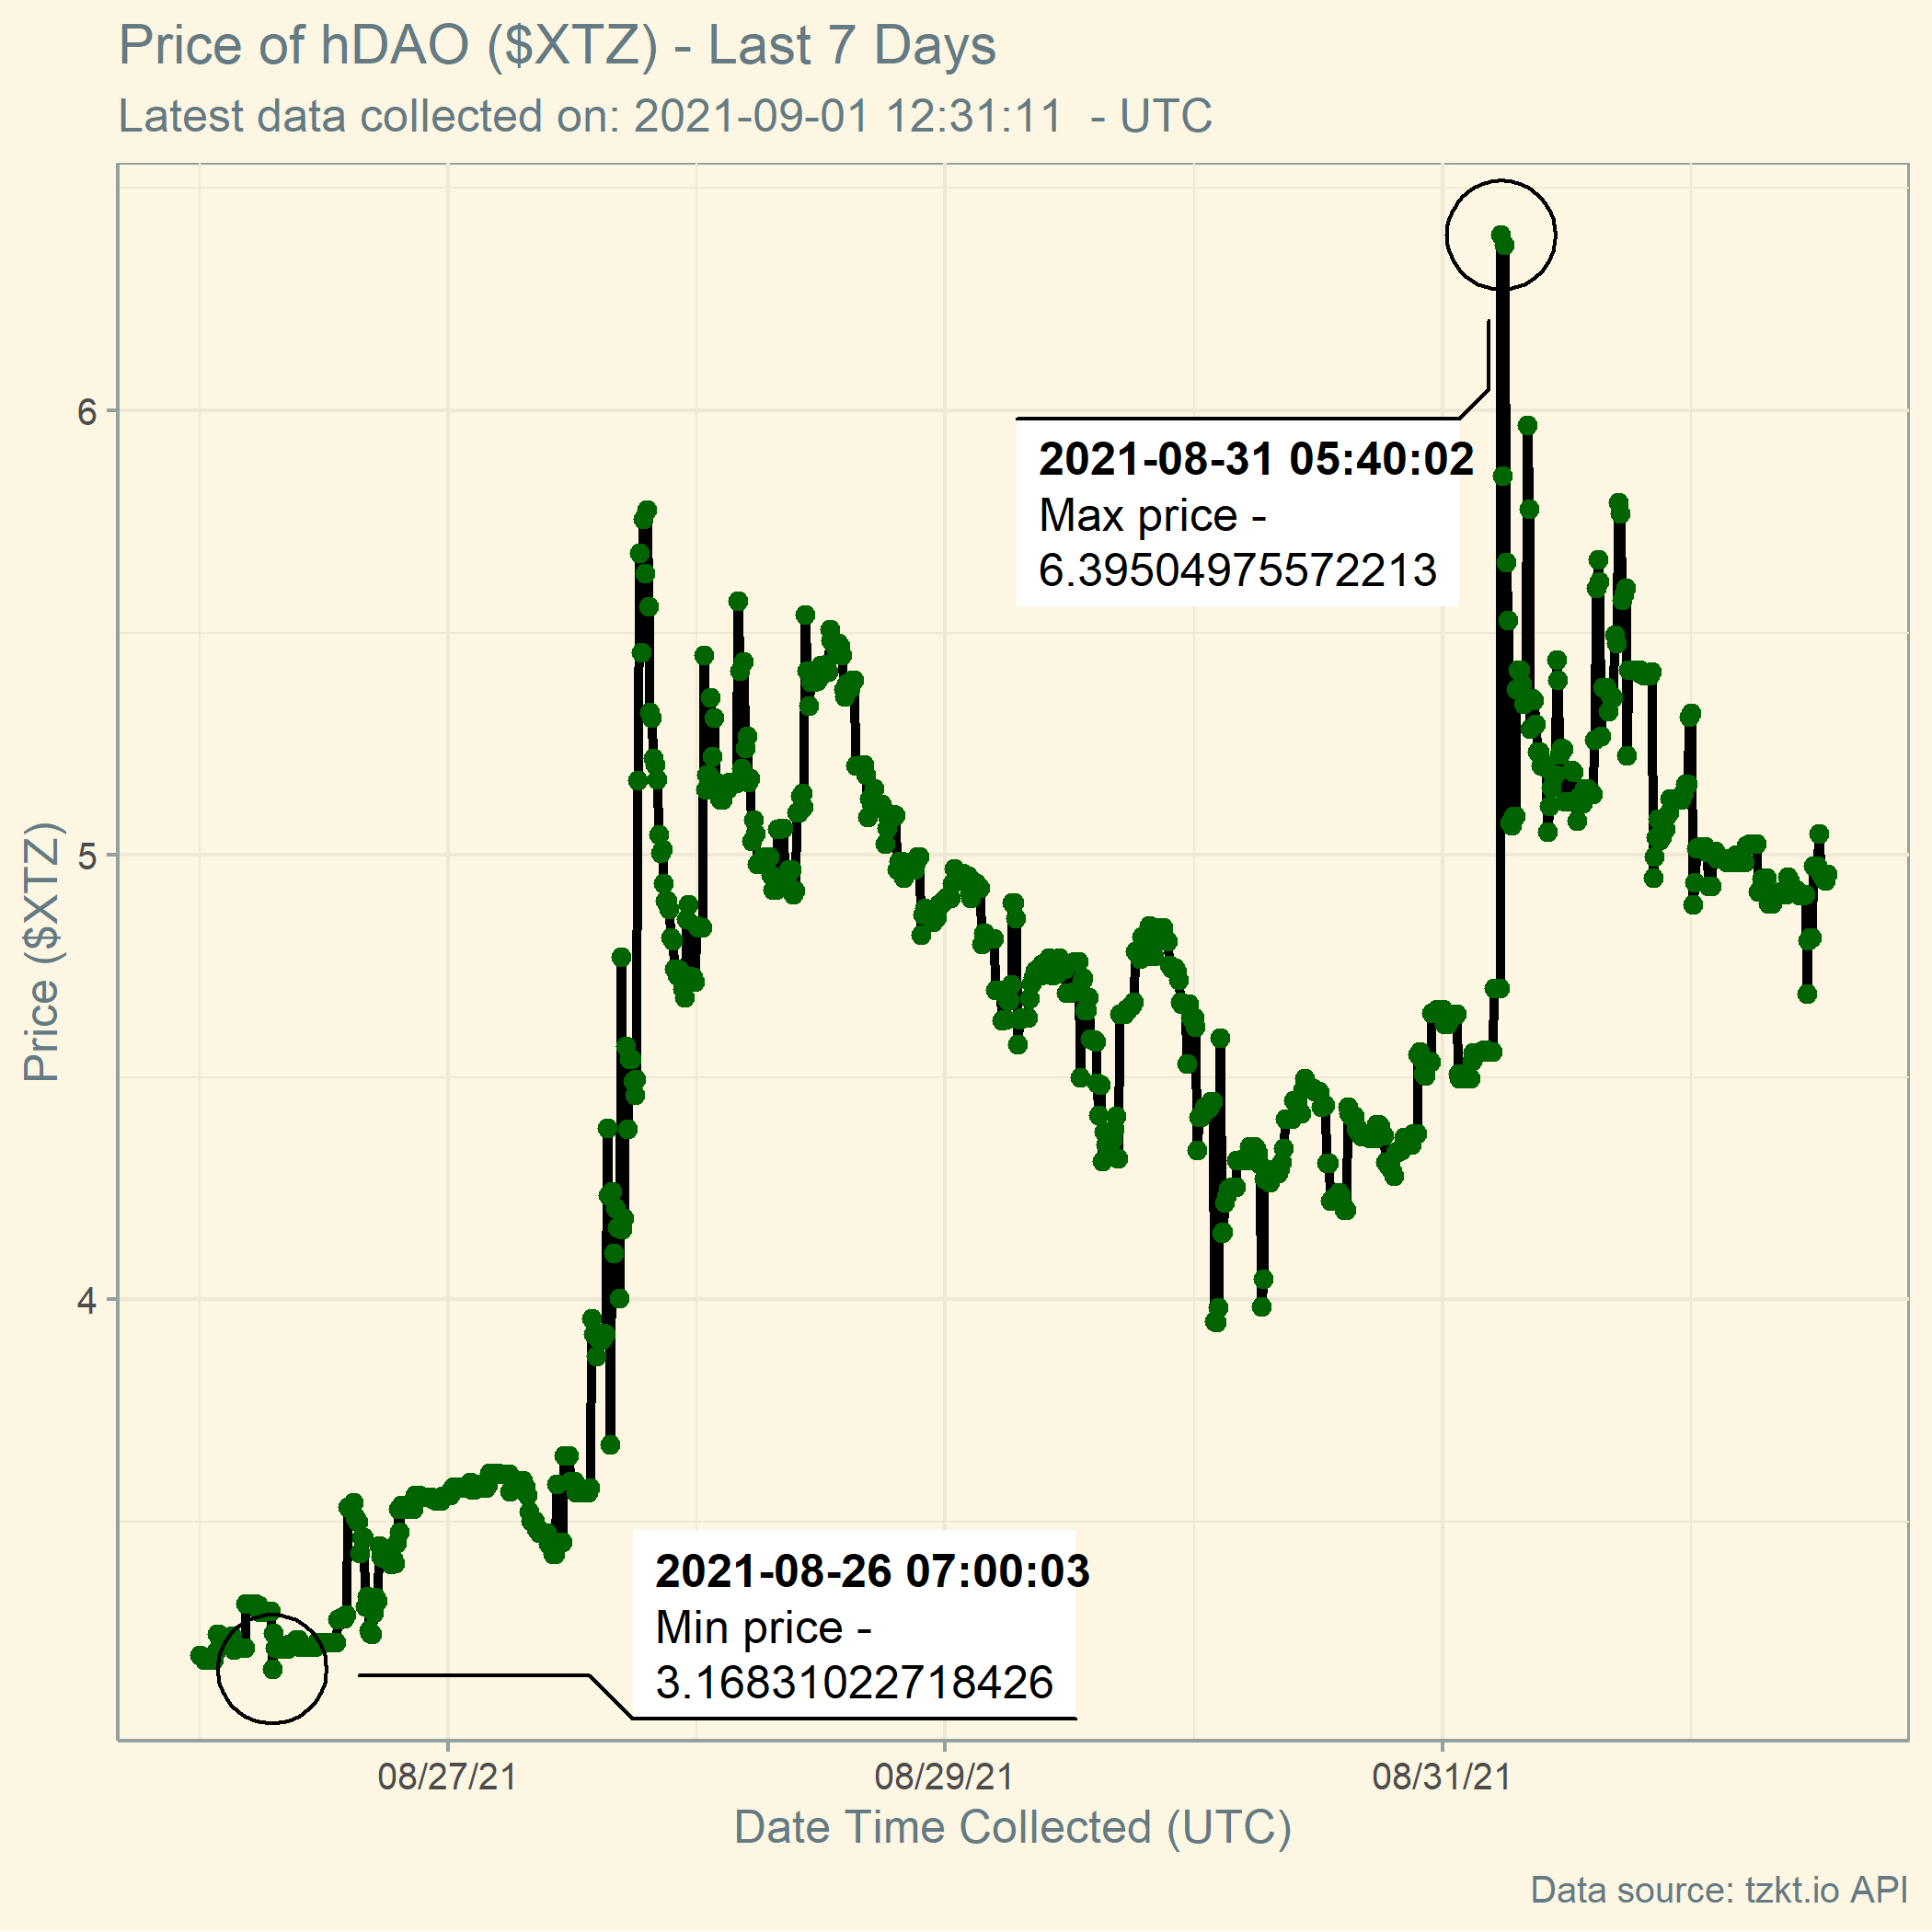 Price of hDAO ($XTZ) - Last 7 Days
Latest data collected on: 2021-09-01 12:31:11  - UTC
6
5
4
Price ($XTZ)
2021-08-31 05:40:02
Max price -
6.39504975572213
2021-08-26 07:00:03
Min price -
3.16831022718426
08/27/21
08/29/21
08/31/21
Date Time Collected (UTC)
Data source: tzkt.io API